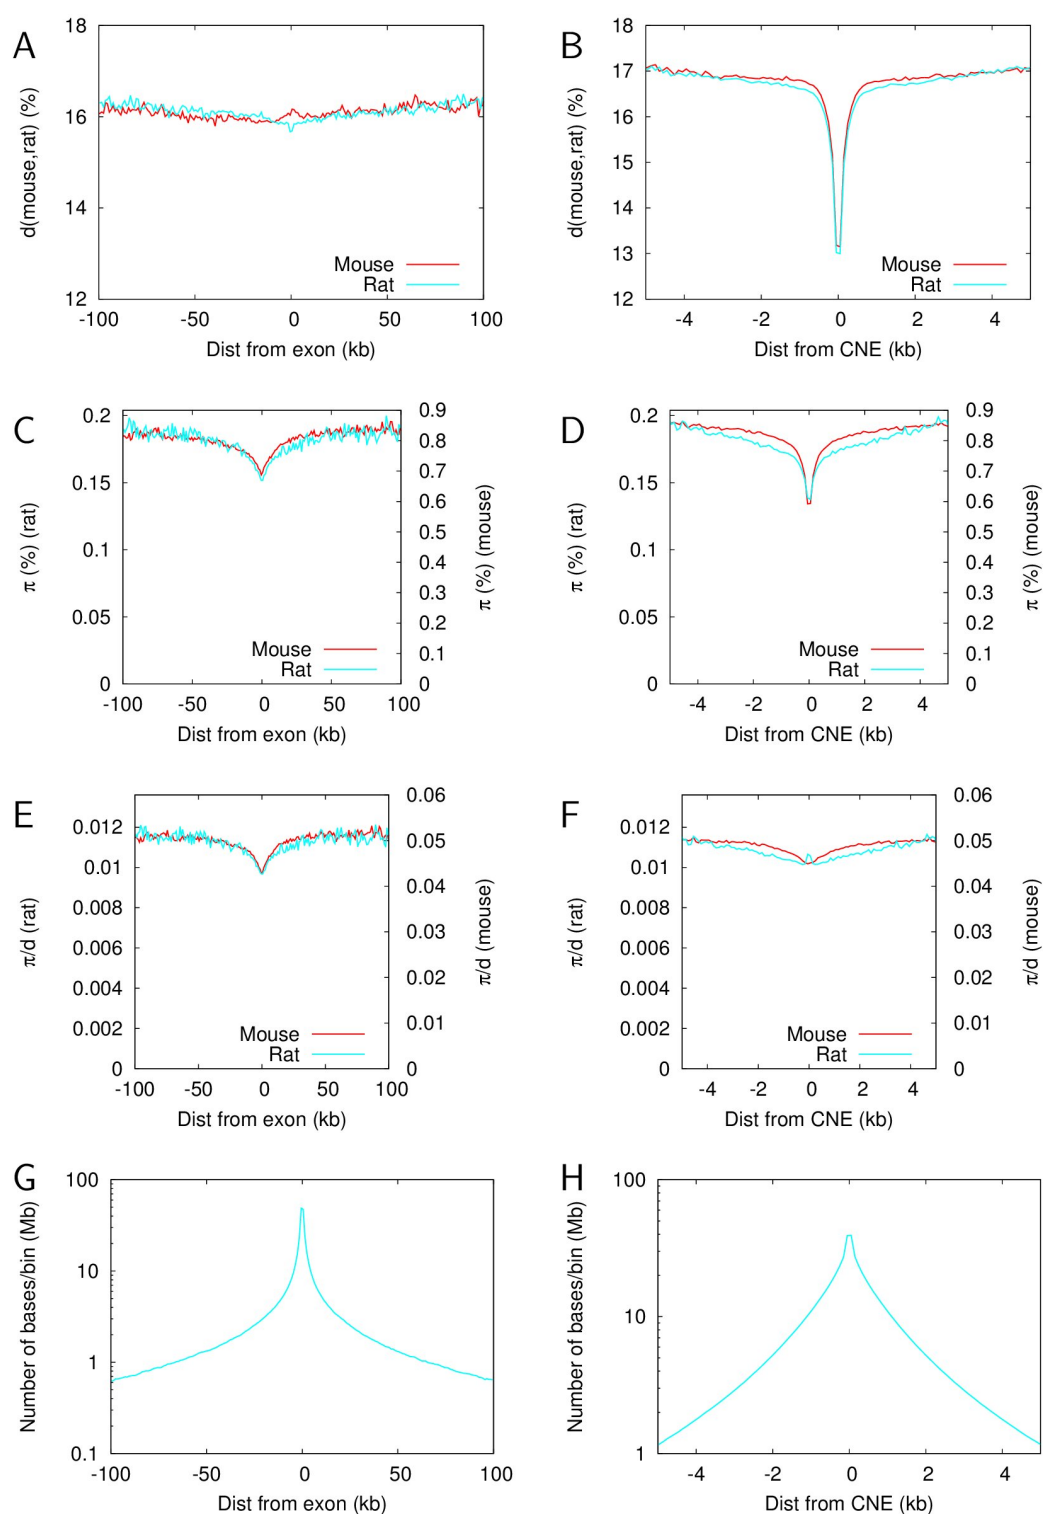 A
18
17
16
15
14
13
12
d(mouse,rat) (%)
Mouse
Rat
-100 -50 0 50 100
Dist from exon (kb)
B
18
17
16
15
14
13
12
d(mouse,rat) (%)
Mouse
Rat
-4 -2 0 2 4
Dist from CNE (kb)
C
0.2
0.15
0.1
0.05
0
π (%) (rat)
0.9
0.8
0.7
0.6
0.5
0.4
0.3
0.2
0.1
0
π (%) (mouse)
Mouse
Rat
-100 -50 0 50 100
Dist from exon (kb)
D
0.2
0.15
0.1
0.05
0
π (%) (rat)
0.9
0.8
0.7
0.6
0.5
0.4
0.3
0.2
0.1
0
π (%) (mouse)
Mouse
Rat
-4 -2 0 2 4
Dist from CNE (kb)
E
0.012
0.01
0.008
0.006
0.004
0.002
0
π/d (rat)
0.06
0.05
0.04
0.03
0.02
0.01
0
π/d (mouse)
Mouse
Rat
-100 -50 0 50 100
Dist from exon (kb)
F
0.012
0.01
0.008
0.006
0.004
0.002
0
π/d (rat)
0.06
0.05
0.04
0.03
0.02
0.01
0
π/d (mouse)
Mouse
Rat
-4 -2 0 2 4
Dist from CNE (kb)
G
100
10
1
0.1
Number of bases/bin (Mb)
-100 -50 0 50 100
Dist from exon (kb)
H
100
10
1
Number of bases/bin (Mb)
-4 -2 0 2 4
Dist from CNE (kb)